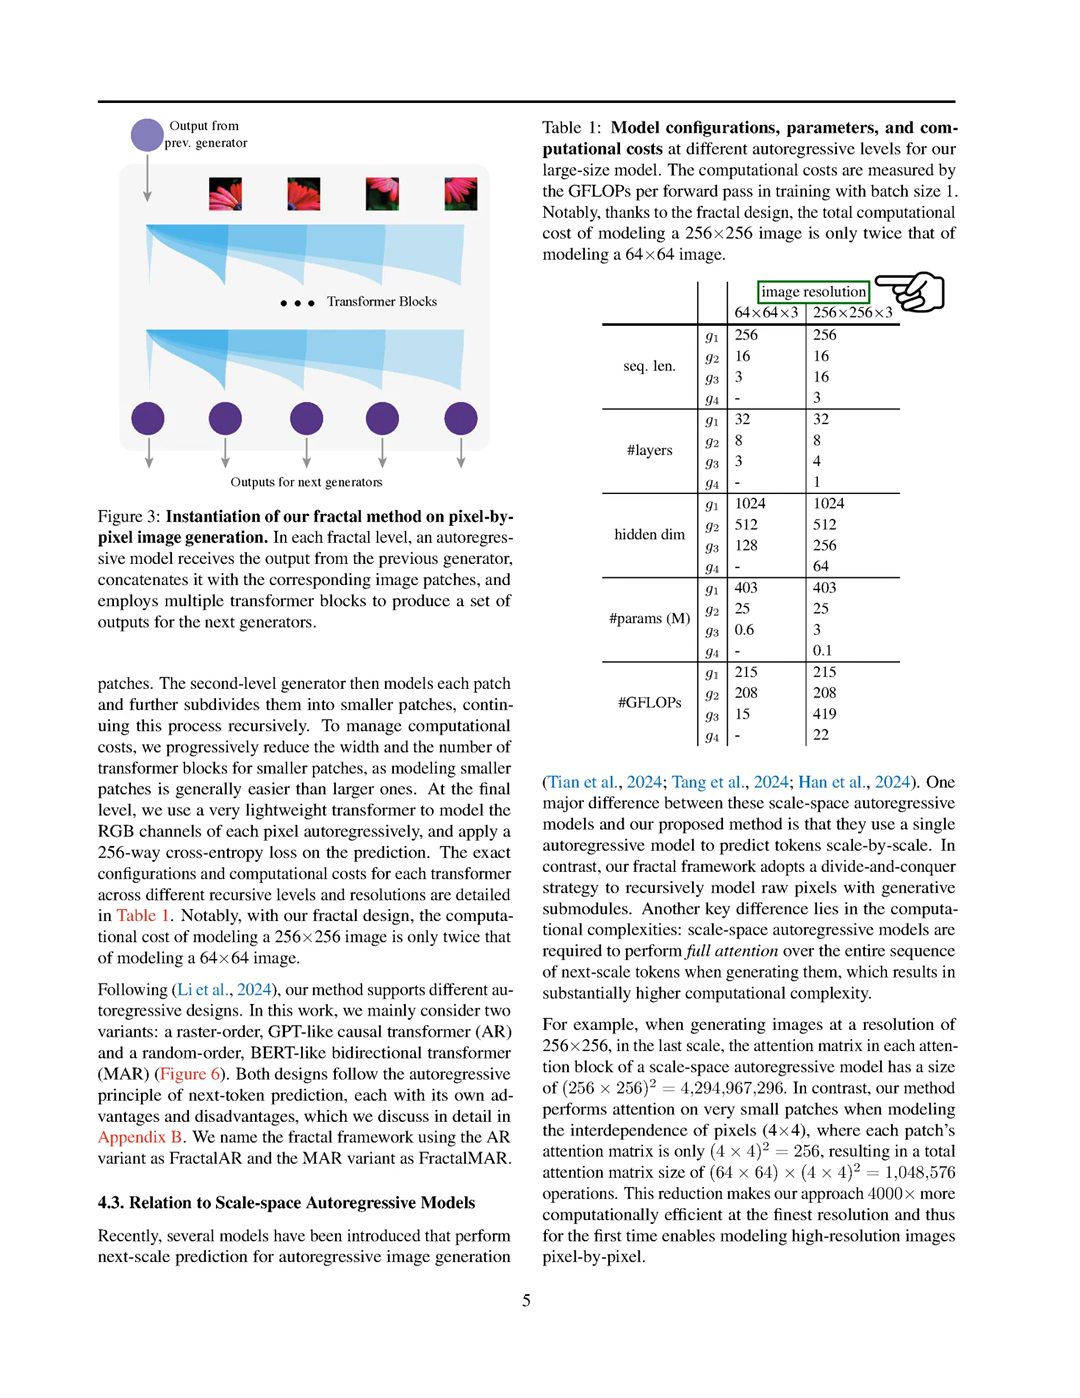 Output from
prev. generator
Transformer Blocks
Outputs for next generators
Figure 3: Instantiation of our fractal method on pixel-by-
pixel image generation. In each fractal level, an autoregres-
sive model receives the output from the previous generator,
concatenates it with the corresponding image patches, and
employs multiple transformer blocks to produce a set of
outputs for the next generators.
patches. The second-level generator then models each patch
and further subdivides them into smaller patches, contin-
uing this process recursively. To manage computational
costs, we progressively reduce the width and the number of
transformer blocks for smaller patches, as modeling smaller
patches is generally easier than larger ones. At the final
level, we use a very lightweight transformer to model the
RGB channels of each pixel autoregressively, and apply a
256-way cross-entropy loss on the prediction. The exact
configurations and computational costs for each transformer
across different recursive levels and resolutions are detailed
in Table 1. Notably, with our fractal design, the computa-
tional cost of modeling a 256×256 image is only twice that
of modeling a 64×64 image.
Following (Li et al., 2024), our method supports different au-
toregressive designs. In this work, we mainly consider two
variants: a raster-order, GPT-like causal transformer (AR)
and a random-order, BERT-like bidirectional transformer
(MAR) (Figure 6). Both designs follow the autoregressive
principle of next-token prediction, each with its own ad-
vantages and disadvantages, which we discuss in detail in
Appendix B. We name the fractal framework using the AR
variant as FractalAR and the MAR variant as FractalMAR.
4.3. Relation to Scale-space Autoregressive Models
Recently, several models have been introduced that perform
next-scale prediction for autoregressive image generation
Table 1: Model configurations, parameters, and com-
putational costs at different autoregressive levels for our
large-size model. The computational costs are measured by
the GFLOPs per forward pass in training with batch size 1.
Notably, thanks to the fractal design, the total computational
cost of modeling a 256×256 image is only twice that of
modeling a 64×64 image.
image resolution
64×64×3 256×256×3
seq. len.
g1 256 256
g2 16 16
g3 3 16
g4 - 3
#layers
g1 32 32
g2 8 8
g3 3 4
g4 - 1
hidden dim
g1 1024 1024
g2 512 512
g3 128 256
g4 - 64
#params (M)
g1 403 403
g2 25 25
g3 0.6 3
g4 - 0.1
#GFLOPs
g1 215 215
g2 208 208
g3 15 419
g4 - 22
(Tian et al., 2024; Tang et al., 2024; Han et al., 2024). One
major difference between these scale-space autoregressive
models and our proposed method is that they use a single
autoregressive model to predict tokens scale-by-scale. In
contrast, our fractal framework adopts a divide-and-conquer
strategy to recursively model raw pixels with generative
submodules. Another key difference lies in the computa-
tional complexities: scale-space autoregressive models are
required to perform full attention over the entire sequence
of next-scale tokens when generating them, which results in
substantially higher computational complexity.
For example, when generating images at a resolution of
256×256, in the last scale, the attention matrix in each atten-
tion block of a scale-space autoregressive model has a size
of (256 × 256)² = 4,294,967,296. In contrast, our method
performs attention on very small patches when modeling
the interdependence of pixels (4×4), where each patch's
attention matrix is only (4 × 4)² = 256, resulting in a total
attention matrix size of (64 × 64) × (4 × 4)² = 1,048,576
operations. This reduction makes our approach 4000× more
computationally efficient at the finest resolution and thus
for the first time enables modeling high-resolution images
pixel-by-pixel.
5